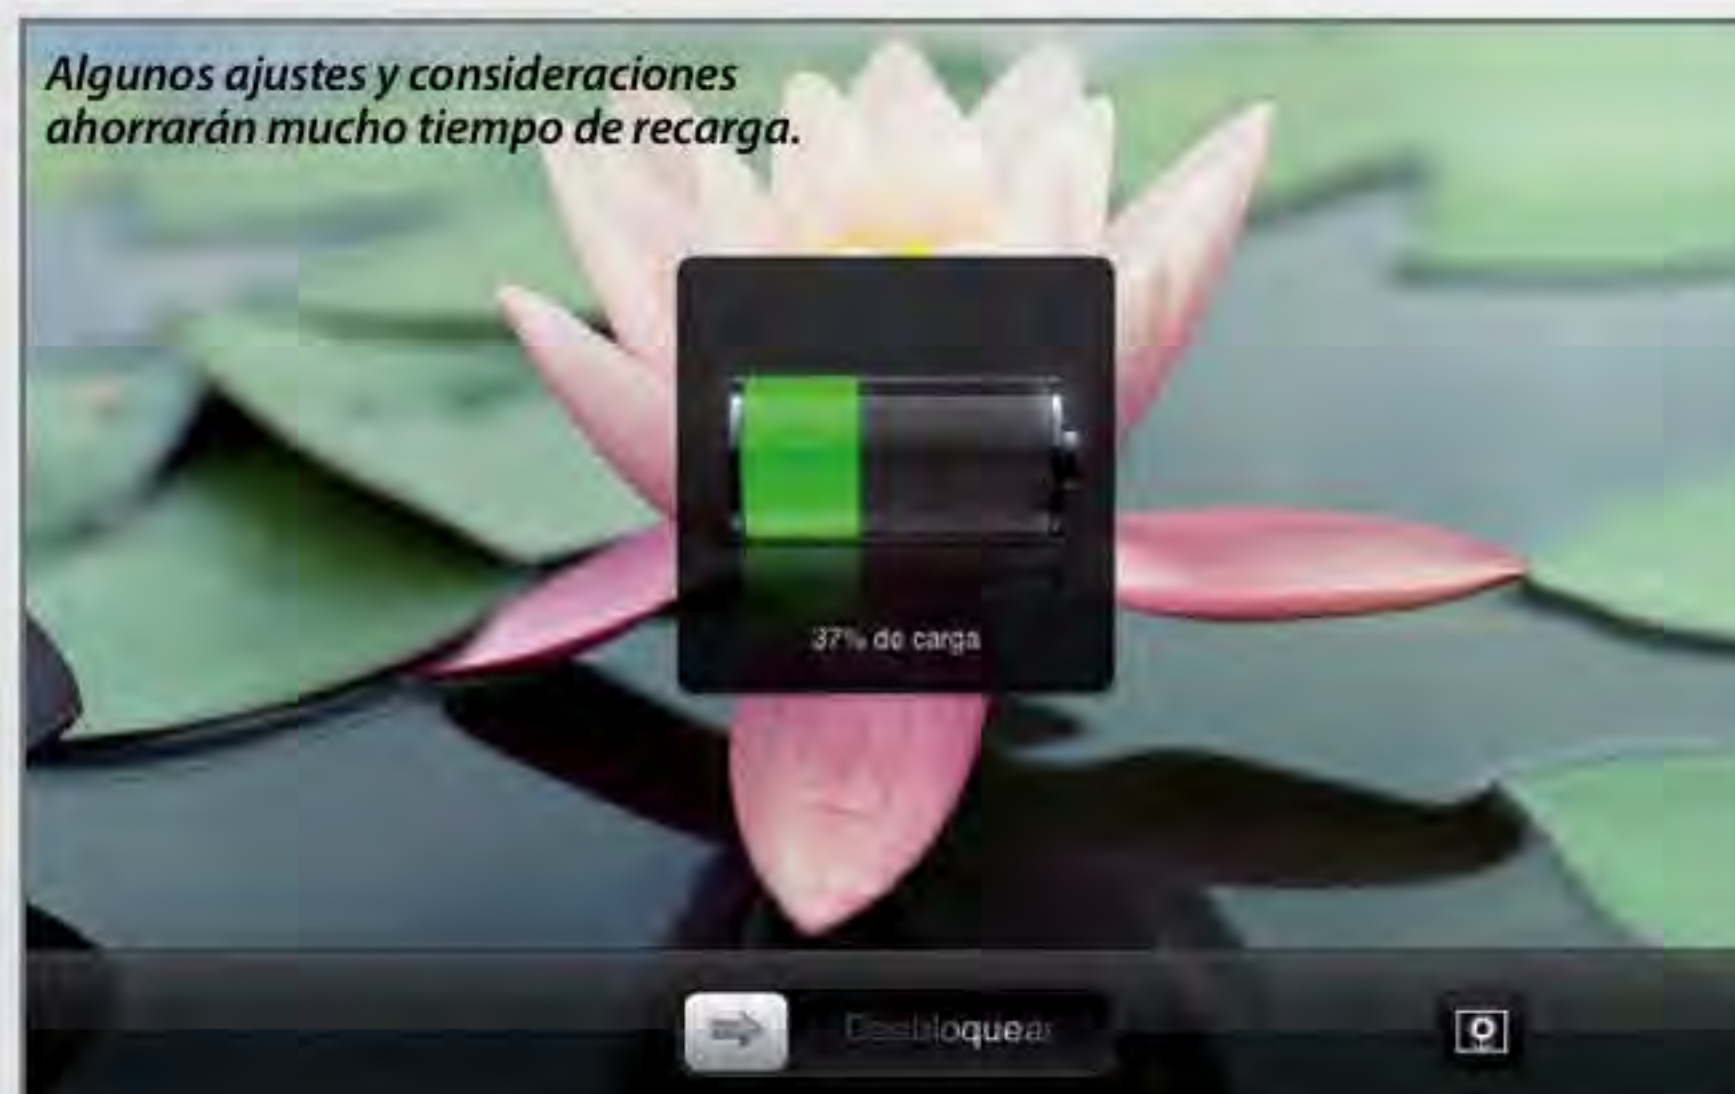 Algunos ajustes y consideraciones
ahorrarán mucho tiempo de recarga.
37% de carga
Desbloquear